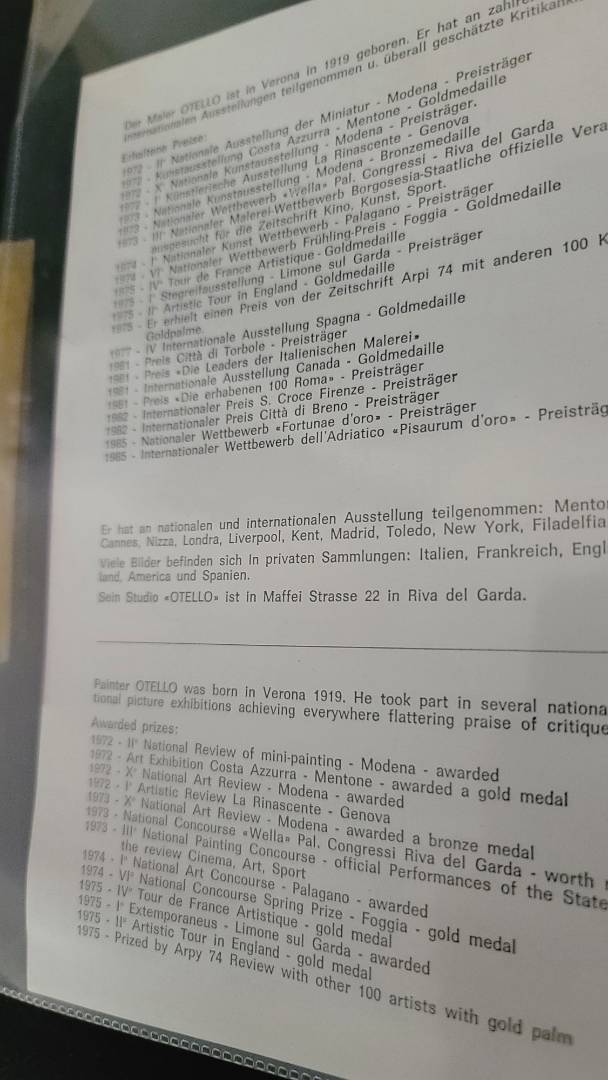 Der Maler OTELLO ist in Verona in 1919 geboren. Er hat an
internationalen Ausstellungen teilgenommen u. überall geschätzte
Erhaltene Preise:
1972 - II° Nationale Ausstellung der Miniatur - Modena - Preisträger
1972 - Kunstausstellung Costa Azzurra - Mentone - Goldmedaille
1972 - X° Nationale Kunstausstellung - Modena - Preisträger.
1972 - I° Künstlerische Ausstellung La Rinascente - Genova
1973 - Nationale Kunstausstellung - Modena - Bronzemedaille
1973 - Nationaler Wettbewerb «Wella» Pal. Congressi - Riva del Garda
1973 - III° Nationaler Malerei-Wettbewerb Borgosesia-Staatliche offizielle
ausgesucht für die Zeitschrift Kino, Kunst, Sport.
1974 - I° Nationaler Kunst Wettbewerb - Palagano - Preisträger
1974 - VI° Nationaler Wettbewerb Frühling-Preis - Foggia - Goldmedaille
1975 - IV° Tour de France Artistique - Goldmedaille
1975 - I° Stegreifausstellung - Limone sul Garda - Preisträger
1975 - II° Artistic Tour in England - Goldmedaille
1975 - Er erhielt einen Preis von der Zeitschrift Arpi 74 mit anderen 100
Goldpalme.
1977 - IV Internationale Ausstellung Spagna - Goldmedaille
1981 - Preis Città di Torbole - Preisträger
1981 - Preis «Die Leaders der Italienischen Malerei»
1981 - Internationale Ausstellung Canada - Goldmedaille
1981 - Preis «Die erhabenen 100 Roma» - Preisträger
1982 - Internationaler Preis S. Croce Firenze - Preisträger
1982 - Internationaler Preis Città di Breno - Preisträger
1985 - Nationaler Wettbewerb «Fortunae d'oro» - Preisträger
1985 - Internationaler Wettbewerb dell'Adriatico «Pisaurum d'oro» - Preisträg
Er hat an nationalen und internationalen Ausstellung teilgenommen: Mento
Cannes, Nizza, Londra, Liverpool, Kent, Madrid, Toledo, New York, Filadelfia
Viele Bilder befinden sich in privaten Sammlungen: Italien, Frankreich, Engl
land, America und Spanien.
Sein Studio «OTELLO» ist in Maffei Strasse 22 in Riva del Garda.
Painter OTELLO was born in Verona 1919. He took part in several nationa
tional picture exhibitions achieving everywhere flattering praise of critique
Awarded prizes:
1972 - II° National Review of mini-painting - Modena - awarded
1972 - Art Exhibition Costa Azzurra - Mentone - awarded a gold medal
1972 - X° National Art Review - Modena - awarded
1972 - I° Artistic Review La Rinascente - Genova
1973 - X° National Art Review - Modena - awarded a bronze medal
1973 - National Concourse «Wella» Pal. Congressi Riva del Garda - worth
1973 - III° National Painting Concourse - official Performances of the State
the review Cinema, Art, Sport
1974 - I° National Art Concourse - Palagano - awarded
1974 - VI° National Concourse Spring Prize - Foggia - gold medal
1975 - IV° Tour de France Artistique - gold medal
1975 - I° Extemporaneus - Limone sul Garda - awarded
1975 - II° Artistic Tour in England - gold medal
1975 - Prized by Arpy 74 Review with other 100 artists with gold palm